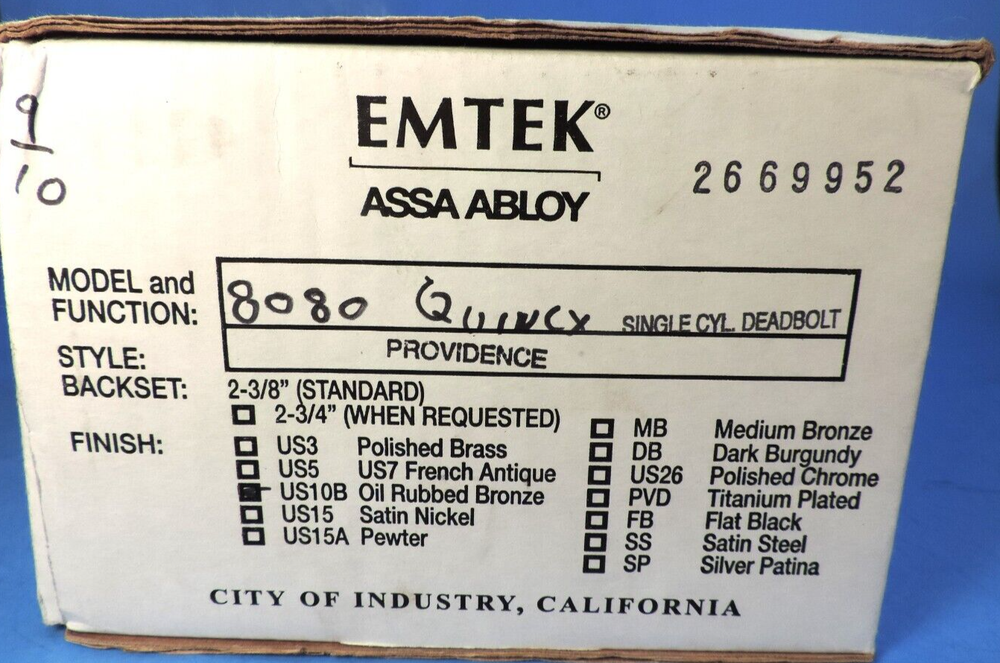 9
10
EMTEK®
ASSA ABLOY
2669952
MODEL and FUNCTION: 8080 QUINCY SINGLE CYL. DEADBOLT
STYLE: PROVIDENCE
BACKSET: 2-3/8” (STANDARD)
2-3/4” (WHEN REQUESTED)
FINISH:
US3 Polished Brass
US5 US7 French Antique
US10B Oil Rubbed Bronze
US15 Satin Nickel
US15A Pewter
MB Medium Bronze
DB Dark Burgundy
US26 Polished Chrome
PVD Titanium Plated
FB Flat Black
SS Satin Steel
SP Silver Patina
CITY OF INDUSTRY, CALIFORNIA